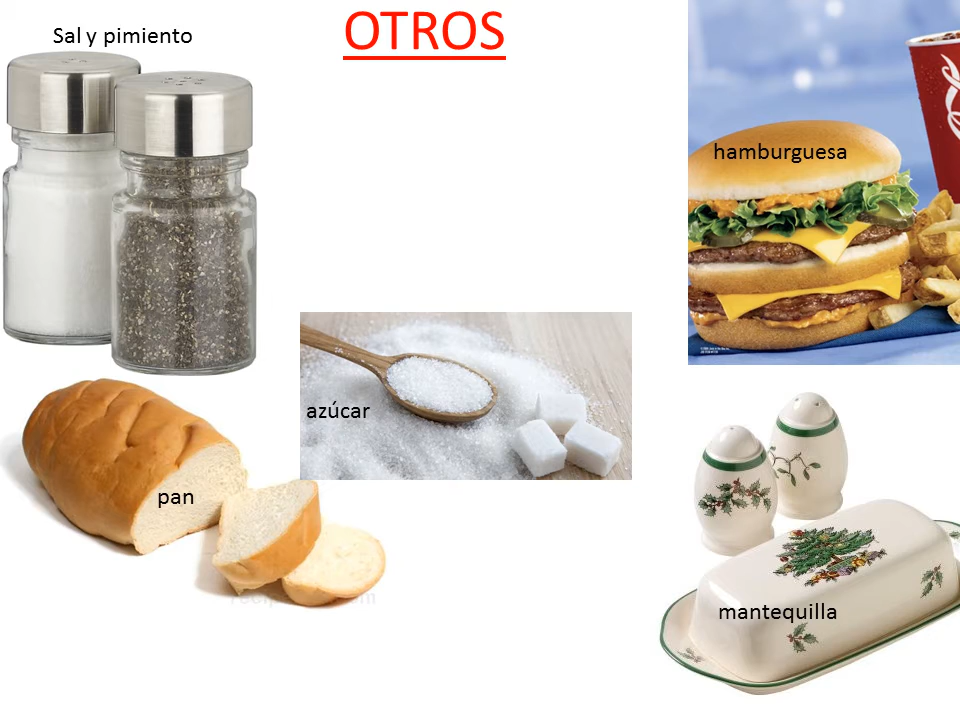 OTROS
Sal y pimiento
hamburguesa
azúcar
pan
mantequilla